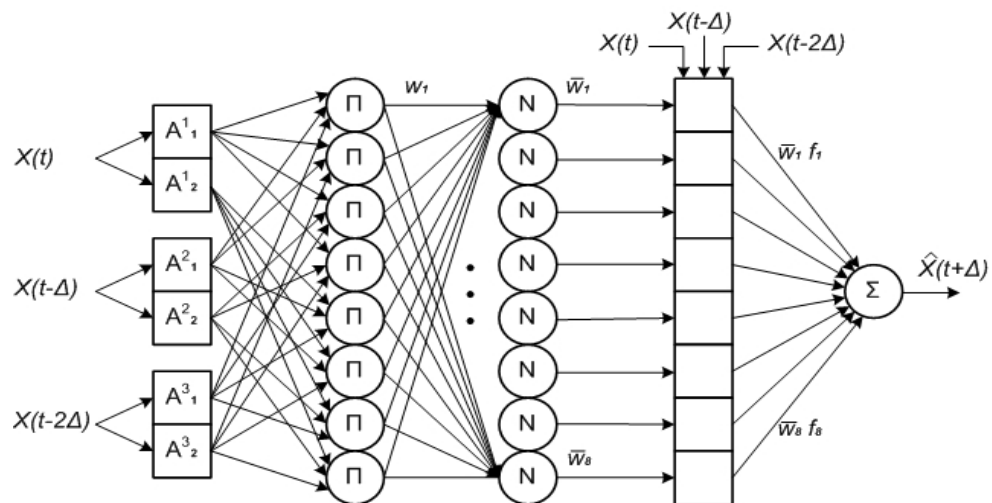 X(t-Δ)
X(t)
X(t-2Δ)
X(t)
A¹₁
A¹₂
X(t-Δ)
A²₁
A²₂
X(t-2Δ)
A³₁
A³₂
Π
Π
Π
Π
Π
Π
Π
Π
w₁
N
N
N
N
N
N
N
N
w̅₁
w̅₈
w̅₁ f₁
w̅₈ f₈
Σ
X̂(t+Δ)